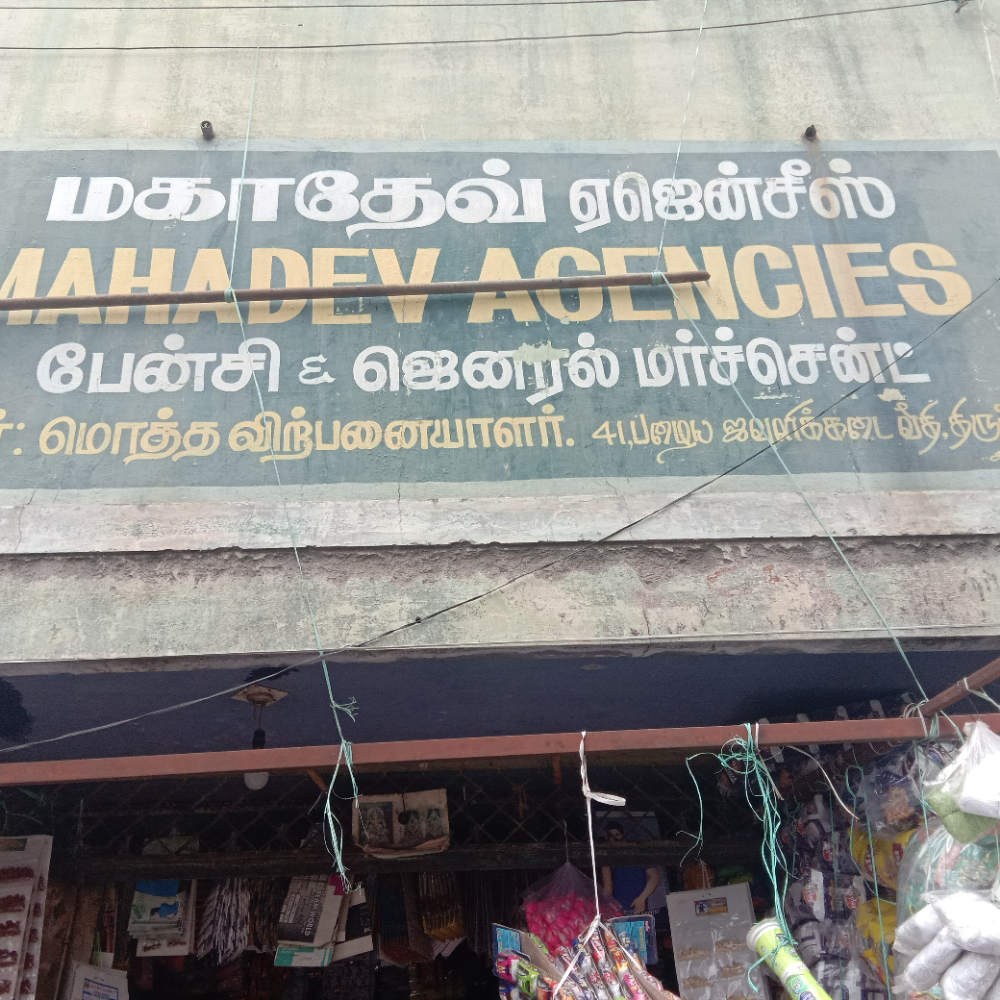 மகாதேவ் ஏஜென்சீஸ்
MAHADEV AGENCIES
பேன்சி & ஜெனரல் மர்ச்சென்ட்
மொத்த விற்பனையாளர். 41, பழைய ஜவுளிக்கடை வீதி,